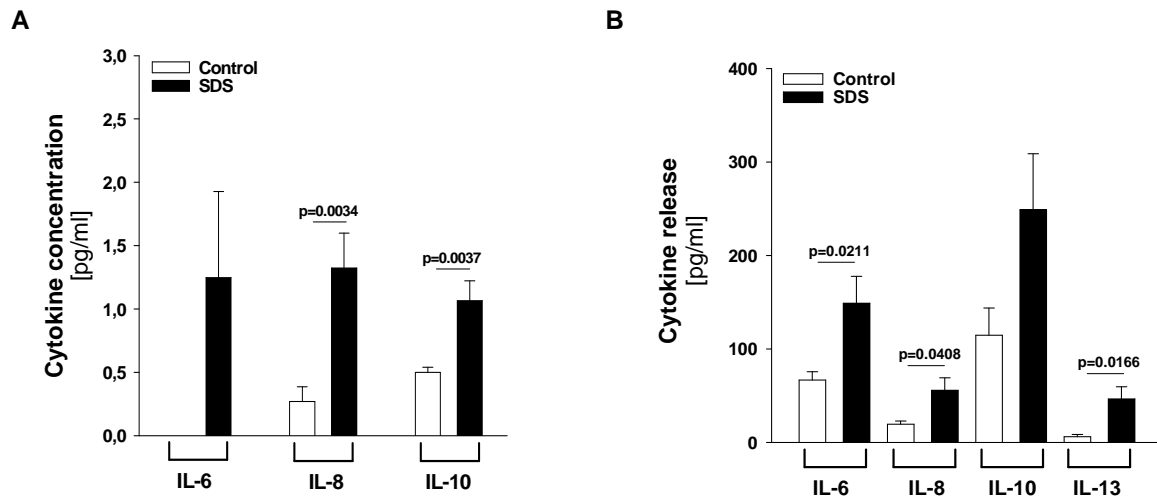 A
Cytokine concentration
[pg/ml]
3,0
2,5
2,0
1,5
1,0
0,5
0,0
Control
SDS
p=0.0034
p=0.0037
IL-6 IL-8 IL-10
B
Cytokine release
[pg/ml]
400
300
200
100
0
Control
SDS
p=0.0211
p=0.0408
p=0.0166
IL-6 IL-8 IL-10 IL-13